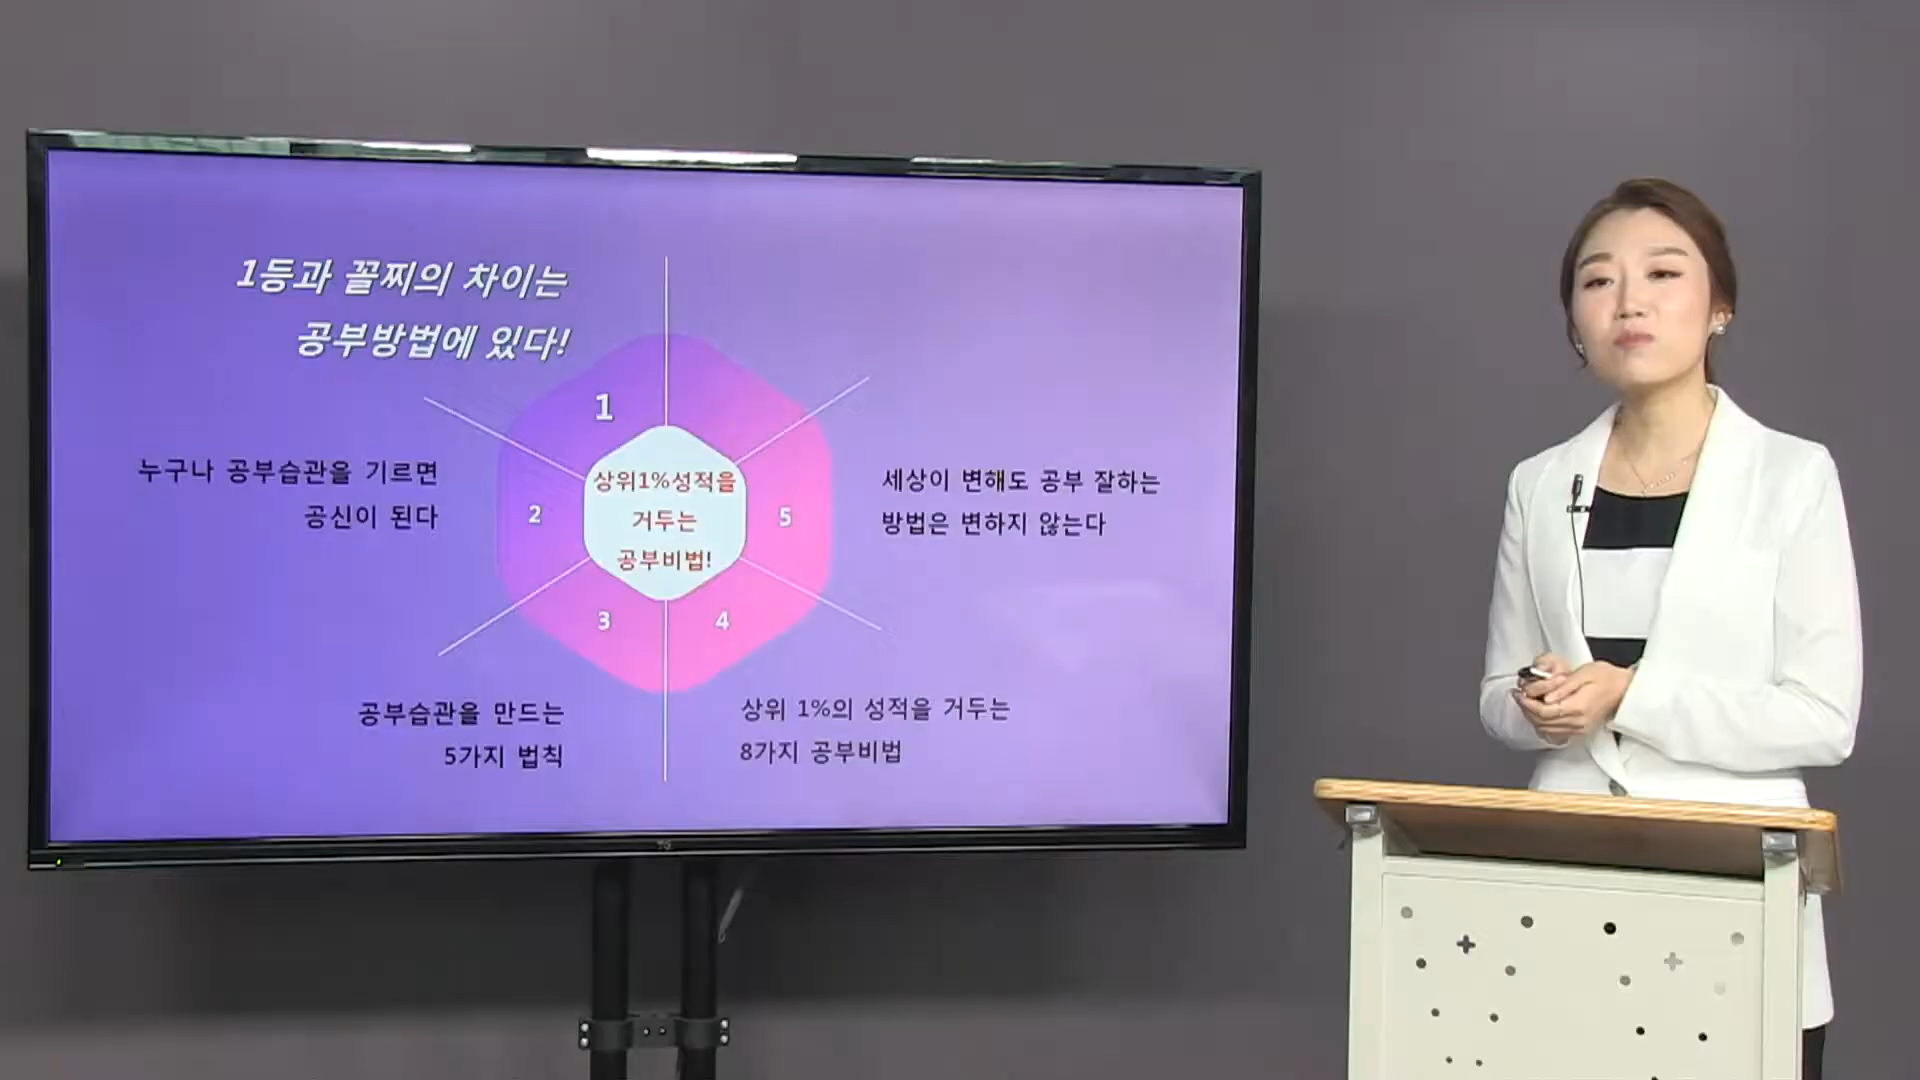 1등과 꼴찌의 차이는
공부방법에 있다!
1
누구나 공부습관을 기르면
공신이 된다
2
상위1%성적을
거두는
공부비법!
5
세상이 변해도 공부 잘하는
방법은 변하지 않는다
3
4
공부습관을 만드는
5가지 법칙
상위 1%의 성적을 거두는
8가지 공부비법